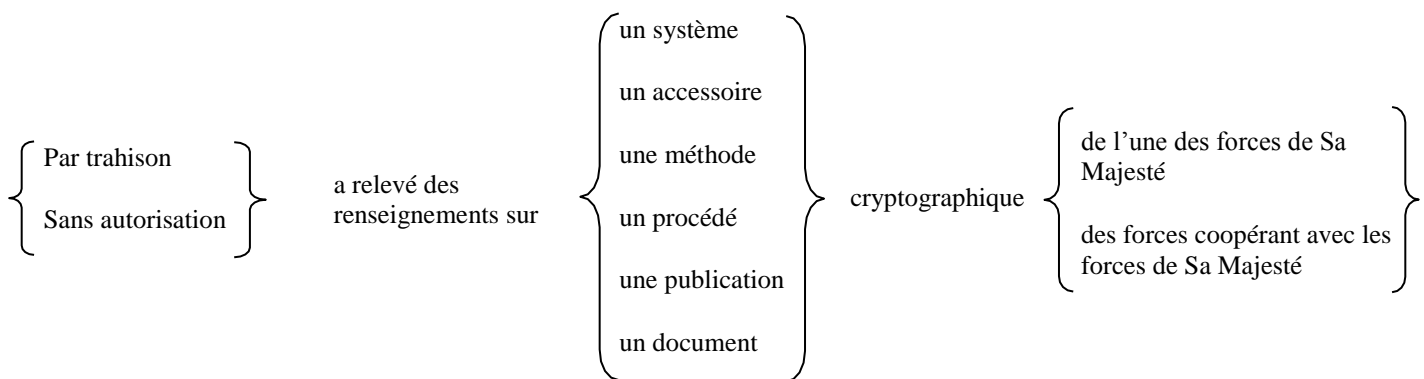 Par trahison
Sans autorisation
a relevé des
renseignements sur
un système
un accessoire
une méthode
un procédé
une publication
un document
cryptographique
de l’une des forces de Sa
Majesté
des forces coopérant avec les
forces de Sa Majesté